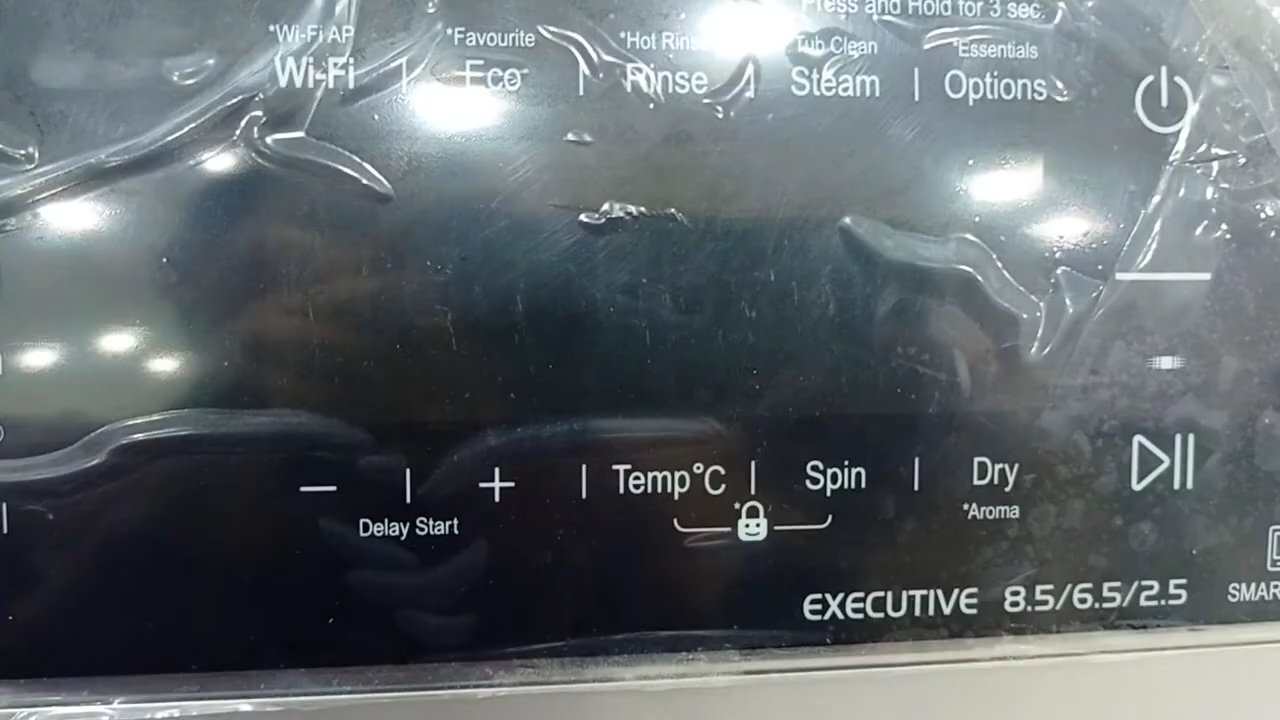 Press and Hold for 3 sec.
*Wi-Fi AP *Favourite *Hot Rinse Tub Clean *Essentials
Wi-Fi | Eco | Rinse | Steam | Options
− | + | Temp°C | Spin | Dry
Delay Start *Aroma
EXECUTIVE 8.5/6.5/2.5
SMAR